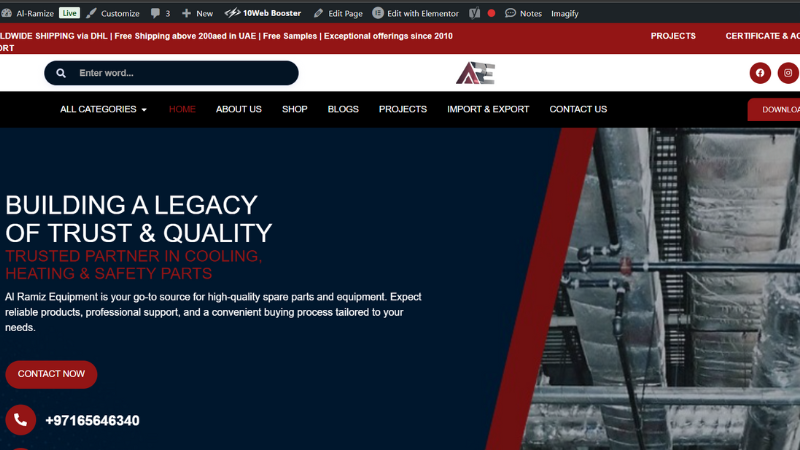 Al-Ramize Live Customize 3 New 10Web Booster Edit Page Edit with Elementor Notes Imagify
LDWIDE SHIPPING via DHL | Free Shipping above 200aed in UAE | Free Samples | Exceptional offerings since 2010
ORT
PROJECTS CERTIFICATE & AC
Enter word...
ARE
ALL CATEGORIES HOME ABOUT US SHOP BLOGS PROJECTS IMPORT & EXPORT CONTACT US DOWNLOA
BUILDING A LEGACY
OF TRUST & QUALITY
TRUSTED PARTNER IN COOLING,
HEATING & SAFETY PARTS
Al Ramiz Equipment is your go-to source for high-quality spare parts and equipment. Expect
reliable products, professional support, and a convenient buying process tailored to your
needs.
CONTACT NOW
+97165646340